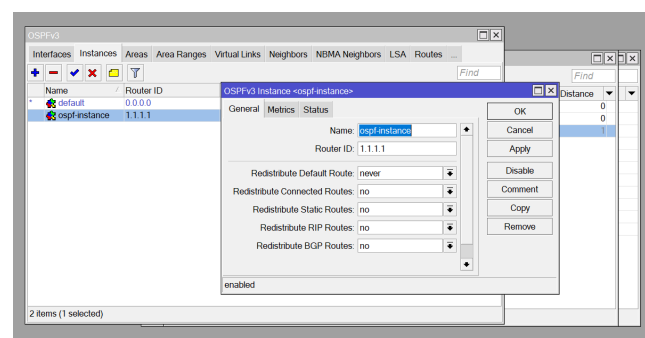 OSPFv3
Interfaces Instances Areas Area Ranges Virtual Links Neighbors NBMA Neighbors LSA Routes ...
Find
Find
Name Router ID
Distance
* default 0.0.0.0
0
ospf-instance 1.1.1.1
0
1
OSPFv3 Instance <ospf-instance>
General Metrics Status
OK
Name: ospf-instance
Cancel
Router ID: 1.1.1.1
Apply
Redistribute Default Route: never
Disable
Redistribute Connected Routes: no
Comment
Redistribute Static Routes: no
Copy
Redistribute RIP Routes: no
Remove
Redistribute BGP Routes: no
enabled
2 items (1 selected)